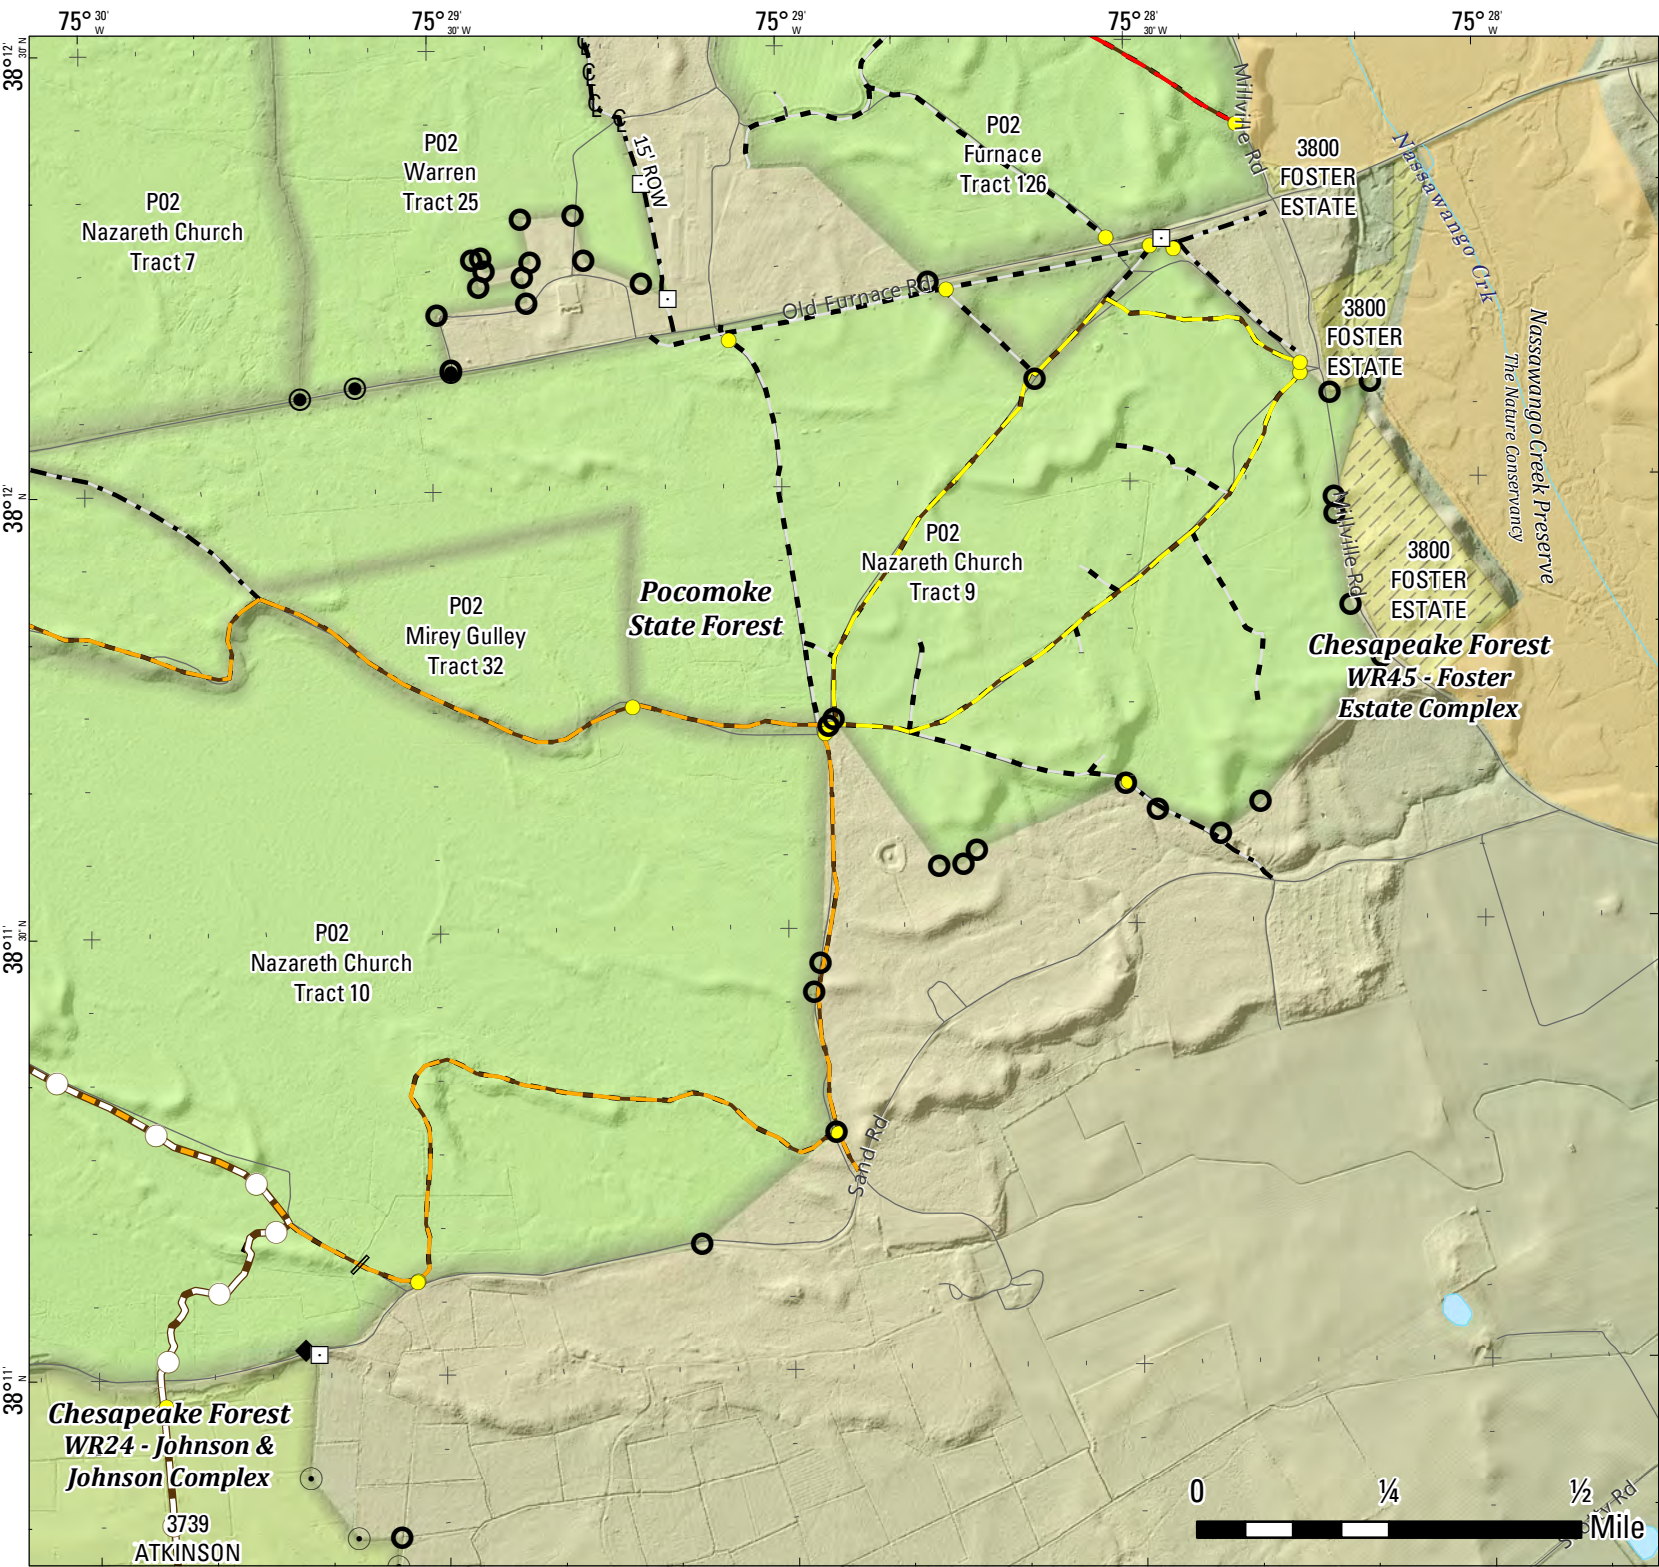 75° 30' W
75° 29' 30" W
75° 29' W
75° 28' 30" W
75° 28' W
38°12' 30" N
38°12' N
38°11' 30" N
38°11' N
P02
Nazareth Church
Tract 7
P02
Warren
Tract 25
C
C
C
15' ROW
P02
Furnace
Tract 126
Millville Rd
3800
FOSTER
ESTATE
Nassawango Crk
Old Furnace Rd
3800
FOSTER
ESTATE
Nassawango Creek Preserve
The Nature Conservancy
P02
Nazareth Church
Tract 9
Millville Rd
3800
FOSTER
ESTATE
Pocomoke
State Forest
P02
Mirey Gulley
Tract 32
Chesapeake Forest
WR45 - Foster
Estate Complex
P02
Nazareth Church
Tract 10
Sand Rd
Chesapeake Forest
WR24 - Johnson &
Johnson Complex
3739
ATKINSON
0 ¼ ½
Mile
Rd